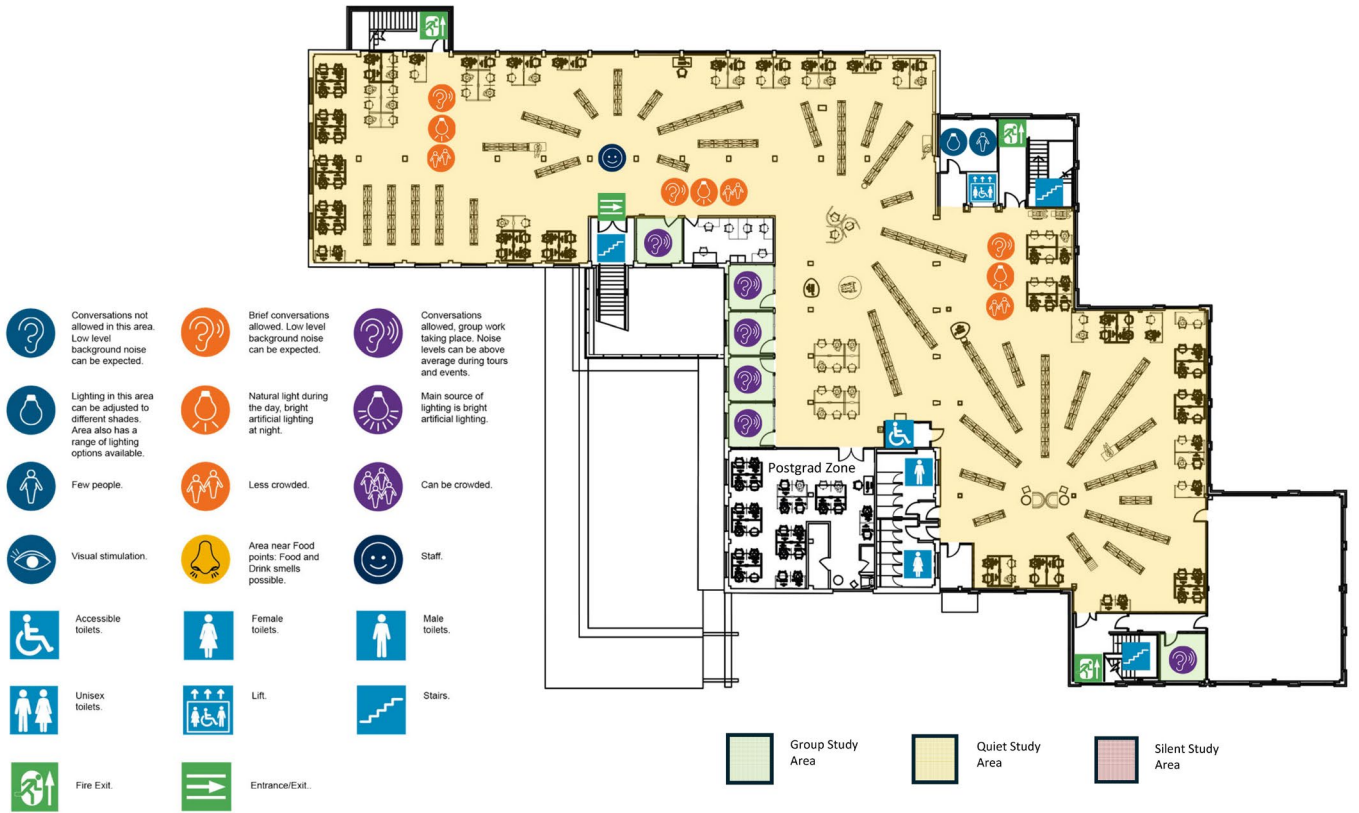 Postgrad Zone
Conversations not
allowed in this area.
Low level
background noise
can be expected.
Brief conversations
allowed. Low level
background noise
can be expected.
Conversations
allowed, group work
taking place. Noise
levels can be above
average during tours
and events.
Lighting in this area
can be adjusted to
different shades.
Area also has a
range of lighting
options available.
Natural light during
the day, bright
artificial lighting
at night.
Main source of
lighting is bright
artificial lighting.
Few people.
Less crowded.
Can be crowded.
Visual stimulation.
Area near Food
points: Food and
Drink smells
possible.
Staff.
Accessible
toilets.
Female
toilets.
Male
toilets.
Unisex
toilets.
Lift.
Stairs.
Fire Exit.
Entrance/Exit..
Group Study
Area
Quiet Study
Area
Silent Study
Area